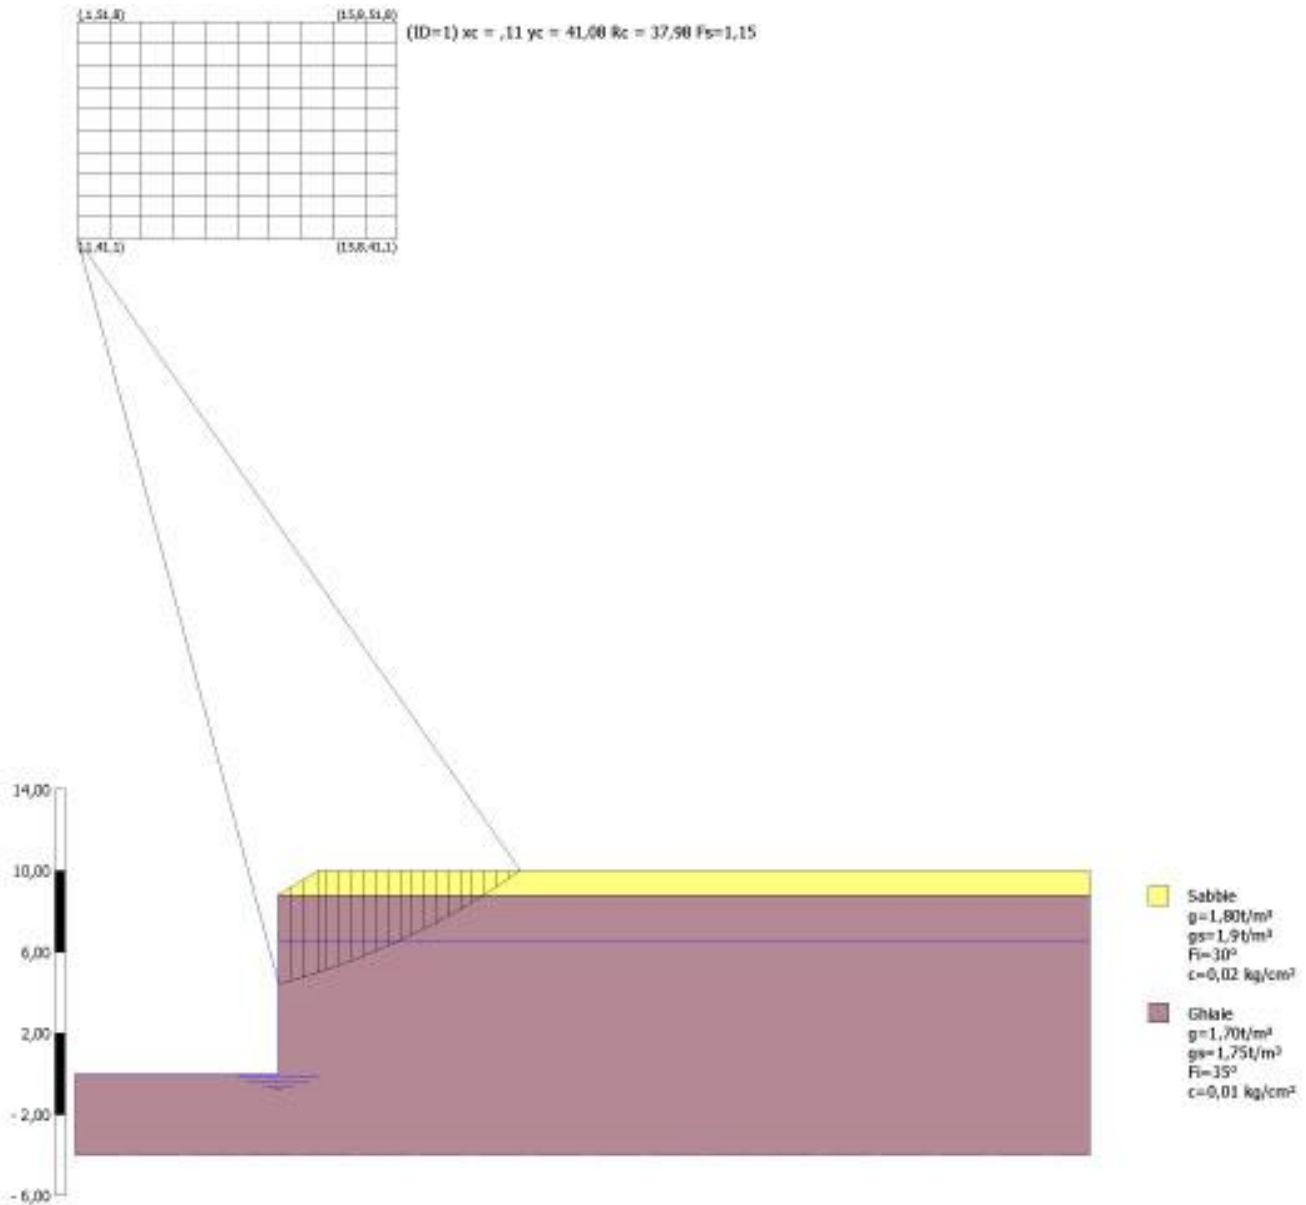 (,1,51,8)
(15,8,51,8)
(ID=1) xc = ,11 yc = 41,08 Rc = 37,98 Fs=1,15
(,1,41,1)
(15,8,41,1)
14,00
10,00
6,00
2,00
- 2,00
- 6,00
Sabbie
g=1,80t/m³
gs=1,9t/m³
Fi=30°
c=0,02 kg/cm²
Ghiaie
g=1,70t/m³
gs=1,75t/m³
Fi=35°
c=0,01 kg/cm²